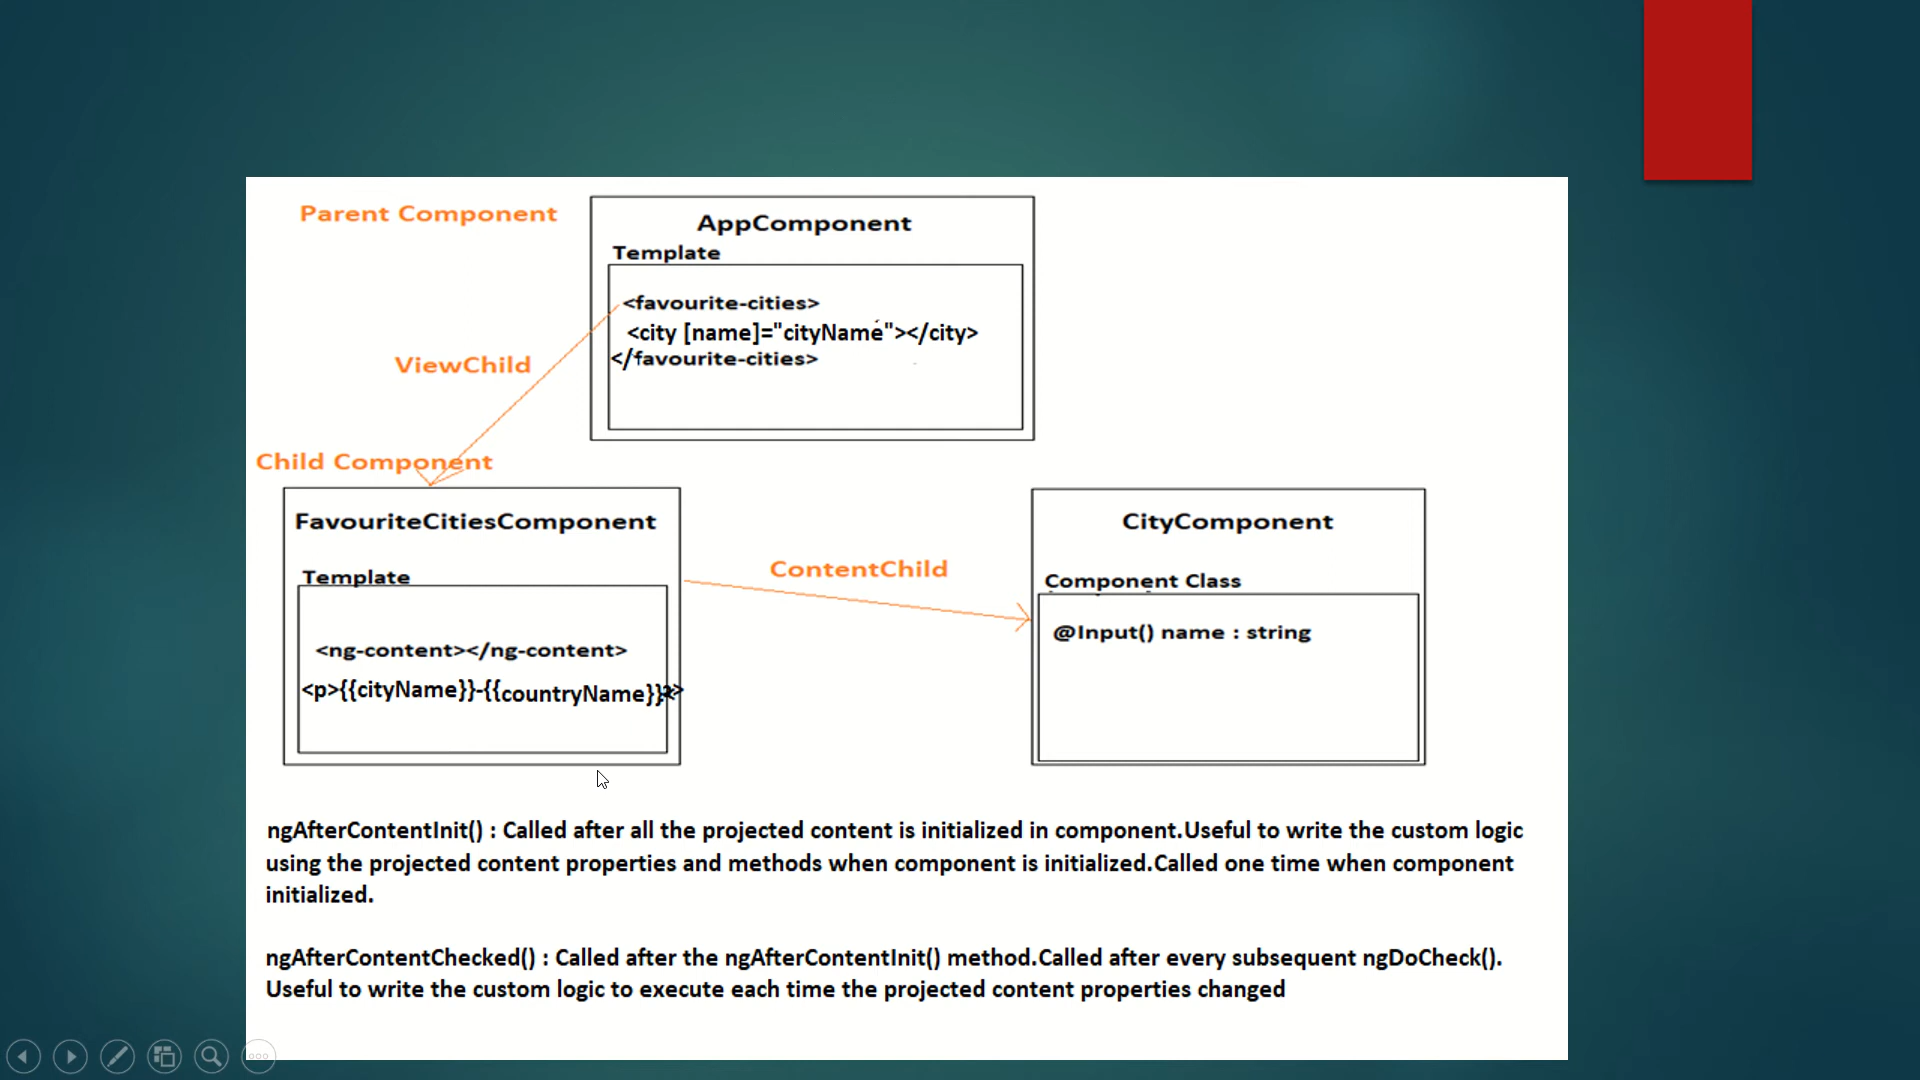 Parent Component
AppComponent
Template
<favourite-cities>
<city [name]="cityName"></city>
</favourite-cities>
ViewChild
Child Component
FavouriteCitiesComponent
Template
<ng-content></ng-content>
<p>{{cityName}}-{{countryName}}
ContentChild
CityComponent
Component Class
@Input() name : string
ngAfterContentInit() : Called after all the projected content is initialized in component.Useful to write the custom logic
using the projected content properties and methods when component is initialized.Called one time when component
initialized.
ngAfterContentChecked() : Called after the ngAfterContentInit() method.Called after every subsequent ngDoCheck().
Useful to write the custom logic to execute each time the projected content properties changed